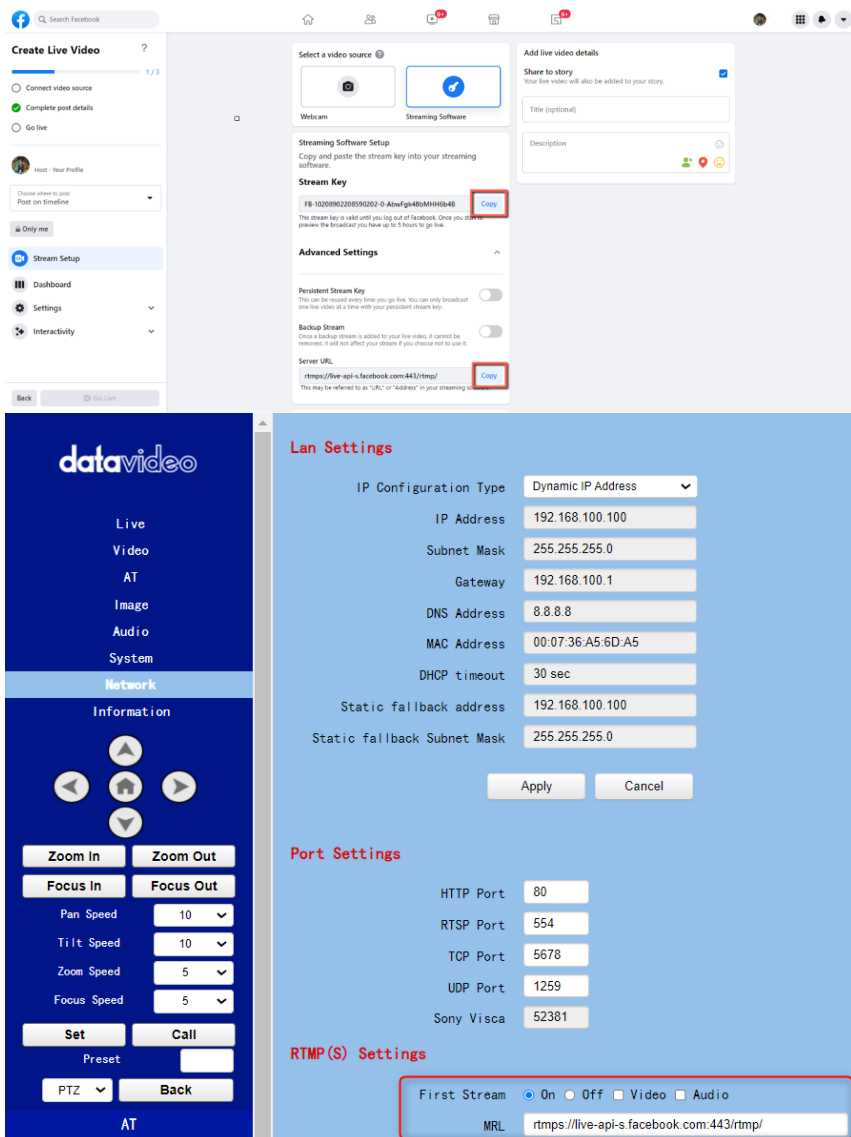 Search Facebook
9+
9+
Create Live Video
?
1 / 3
Connect video source
Complete post details
Go live
Host - Your Profile
Choose where to post
Post on timeline
Only me
Stream Setup
Dashboard
Settings
Interactivity
Back
Go Live
Select a video source
Webcam
Streaming Software
Streaming Software Setup
Copy and paste the stream key into your streaming
software.
Stream Key
FB-10208902208590202-0-AbwFgk48bMHH6b48
Copy
This stream key is valid until you log out of Facebook. Once you start to
preview the broadcast you have up to 5 hours to go live.
Advanced Settings
Persistent Stream Key
This can be reused every time you go live. You can only broadcast
one live video at a time with your persistent stream key.
Backup Stream
Once a backup stream is added to your live video, it cannot be
removed. It will not affect your stream if you choose not to use it.
Server URL
rtmps://live-api-s.facebook.com:443/rtmp/
Copy
This may be referred to as "URL" or "Address" in your streaming software.
Add live video details
Share to story
Your live video will also be added to your story.
Title (optional)
Description
datavideo
Live
Video
AT
Image
Audio
System
Network
Information
Zoom In
Zoom Out
Focus In
Focus Out
Pan Speed
10
Tilt Speed
10
Zoom Speed
5
Focus Speed
5
Set
Call
Preset
PTZ
Back
AT
Lan Settings
IP Configuration Type
Dynamic IP Address
IP Address
192.168.100.100
Subnet Mask
255.255.255.0
Gateway
192.168.100.1
DNS Address
8.8.8.8
MAC Address
00:07:36:A5:6D:A5
DHCP timeout
30 sec
Static fallback address
192.168.100.100
Static fallback Subnet Mask
255.255.255.0
Apply
Cancel
Port Settings
HTTP Port
80
RTSP Port
554
TCP Port
5678
UDP Port
1259
Sony Visca
52381
RTMP(S) Settings
First Stream
On
Off
Video
Audio
MRL
rtmps://live-api-s.facebook.com:443/rtmp/